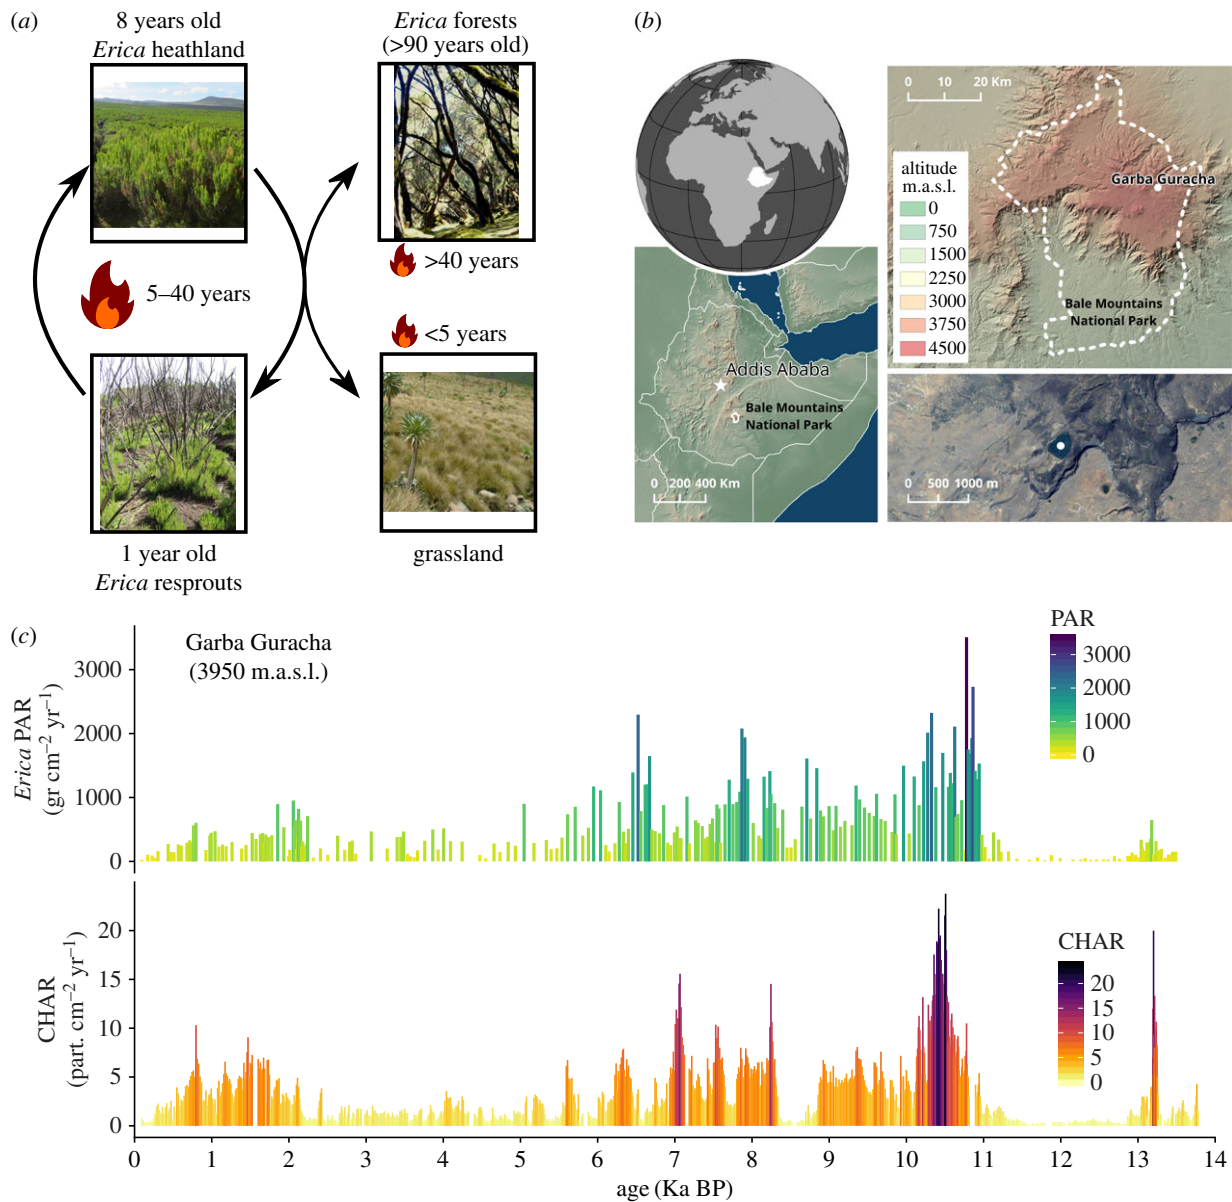 (a)
8 years old
Erica heathland
Erica forests
(>90 years old)
>40 years
5–40 years
<5 years
1 year old
Erica resprouts
grassland
(b)
0 10 20 Km
altitude
m.a.s.l.
0
750
1500
2250
3000
3750
4500
Garba Guracha
Bale Mountains
National Park
Addis Ababa
Bale Mountains
National Park
0 200 400 Km
0 500 1000 m
(c)
Garba Guracha
(3950 m.a.s.l.)
PAR
3000
2000
1000
0
Erica PAR
(gr cm−2 yr−1)
3000
2000
1000
0
CHAR
(part. cm−2 yr−1)
20
15
10
5
0
CHAR
20
15
10
5
0
0 1 2 3 4 5 6 7 8 9 10 11 12 13 14
age (Ka BP)